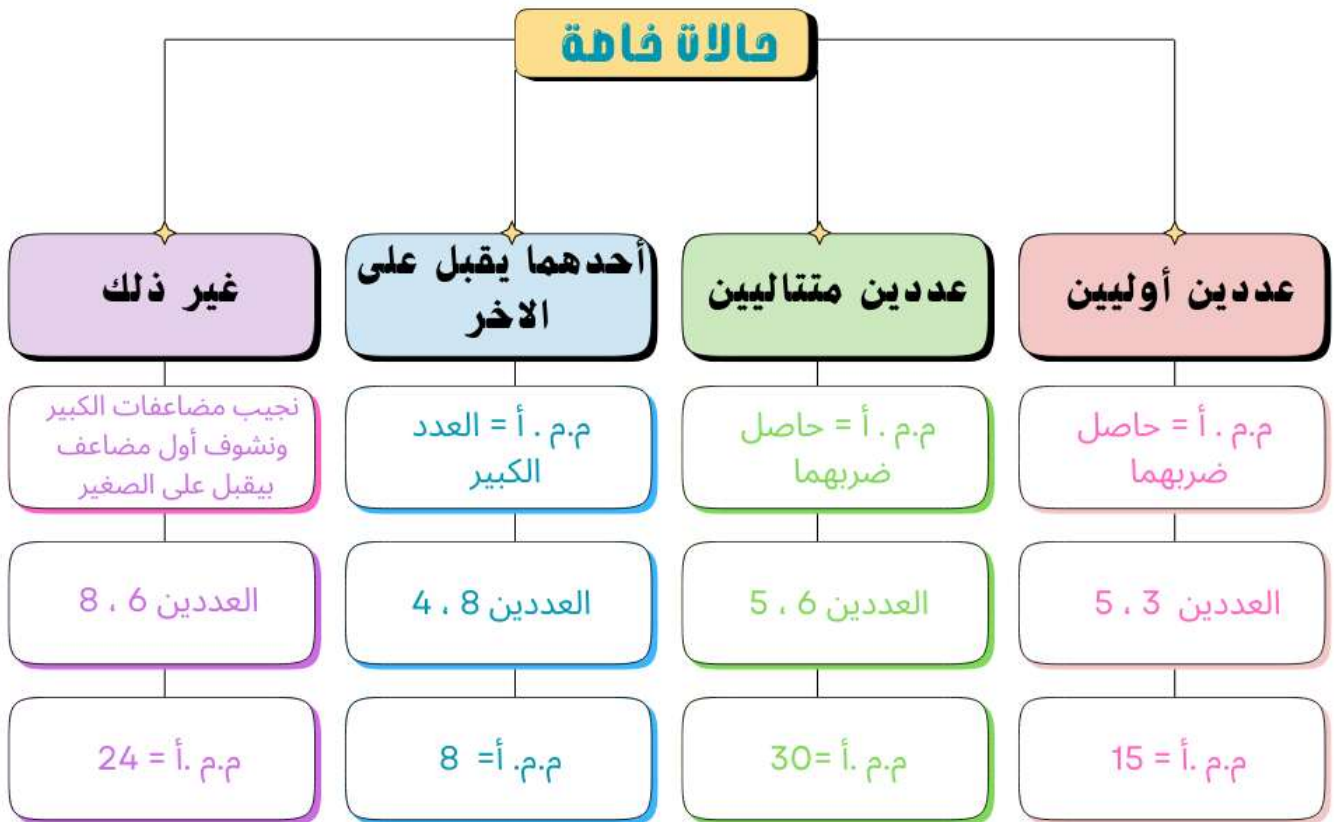 حالات خاصة
عددين أوليين
م.م . أ = حاصل
ضربهما
العددين 3 ، 5
م.م .أ = 15
عددين متتاليين
م.م . أ = حاصل
ضربهما
العددين 6 ، 5
م.م .أ =30
أحدهما يقبل على
الاخر
م.م . أ = العدد
الكبير
العددين 8 ، 4
م.م. أ= 8
غير ذلك
نجيب مضاعفات الكبير
ونشوف أول مضاعف
بيقبل على الصغير
العددين 6 ، 8
م.م .أ = 24